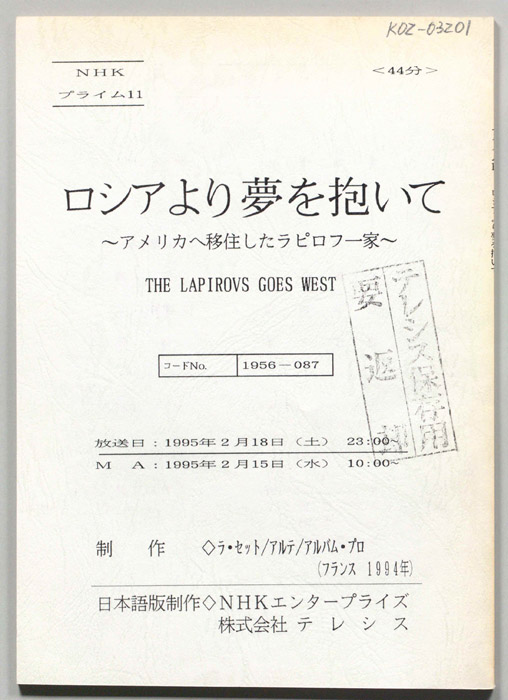 K02-03201
NHK
プライム11
<44分>
ロシアより夢を抱いて
~アメリカへ移住したラピロフ一家~
THE LAPIROVS GOES WEST
テレシス保存用
要返却
コードNo. 1956-087
放送日:1995年2月18日(土) 23:00~
MA:1995年2月15日(水) 10:00~
制作 ◇ラ・セット/アルテ/アルバム・プロ
(フランス 1994年)
日本語版制作◇NHKエンタープライズ
株式会社 テレシス